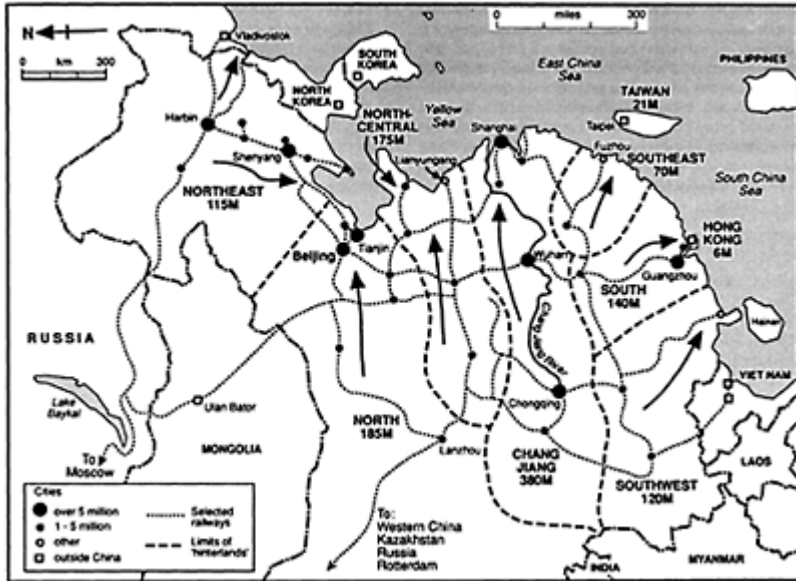 0 miles 300
N
0 km 300
Vladivostok
SOUTH
KOREA
NORTH
KOREA
East China
Sea
PHILIPPINES
TAIWAN
21M
Taipei
Harbin
NORTH-
CENTRAL
175M
Yellow
Sea
Shanghai
Shenyang
Lianyungang
Fuzhou
SOUTHEAST
70M
South China
Sea
NORTHEAST
115M
HONG
KONG
6M
Beijing
Tianjin
Wuhan
Guangzhou
SOUTH
140M
Hainan
RUSSIA
Chang Jiang River
VIET NAM
Lake
Baykal
Ulan Bator
Chongqing
NORTH
185M
Lanzhou
To
Moscow
MONGOLIA
CHANG
JIANG
380M
SOUTHWEST
120M
LAOS
Cities
over 5 million
1 - 5 million
other
outside China
Selected
railways
Limits of
'hinterlands'
To:
Western China
Kazakhstan
Russia
Rotterdam
INDIA
MYANMAR